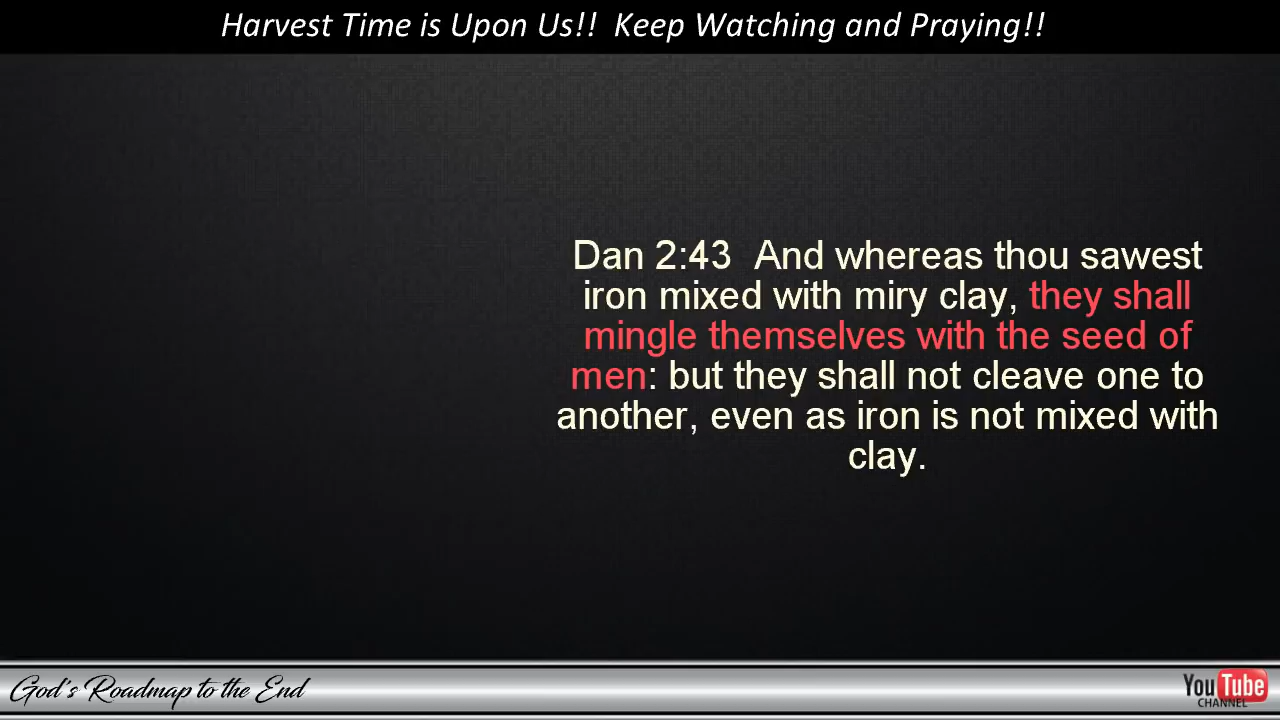 Harvest Time is Upon Us!!  Keep Watching and Praying!!
Dan 2:43  And whereas thou sawest
iron mixed with miry clay, they shall
mingle themselves with the seed of
men: but they shall not cleave one to
another, even as iron is not mixed with
clay.
God's Roadmap to the End
YouTube
CHANNEL